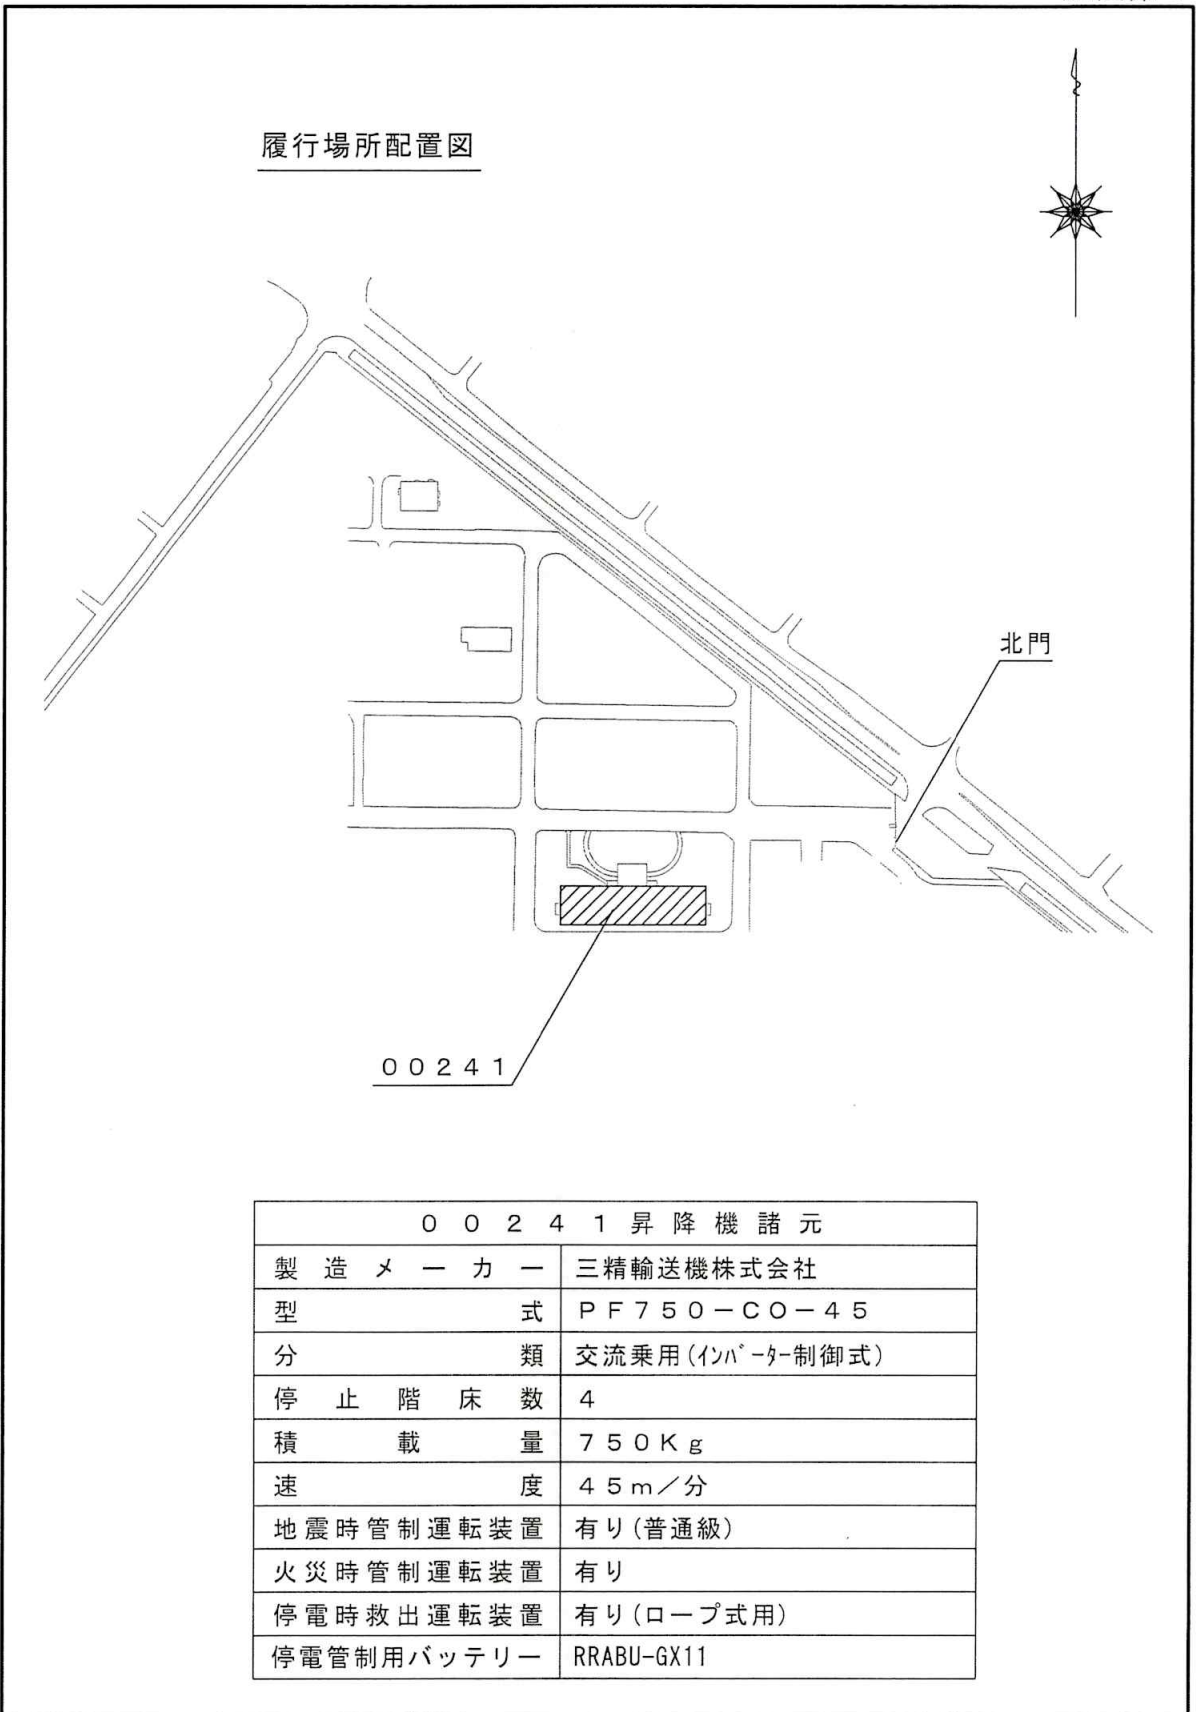 履行場所配置図
北門
００２４１
００２４１昇降機諸元
製造メーカー 三精輸送機株式会社
型式 ＰＦ７５０－ＣＯ－４５
分類 交流乗用(ｲﾝﾊﾞｰﾀｰ制御式)
停止階床数 ４
積載量 ７５０Ｋｇ
速度 ４５ｍ／分
地震時管制運転装置 有り(普通級)
火災時管制運転装置 有り
停電時救出運転装置 有り(ロープ式用)
停電管制用バッテリー RRABU-GX11